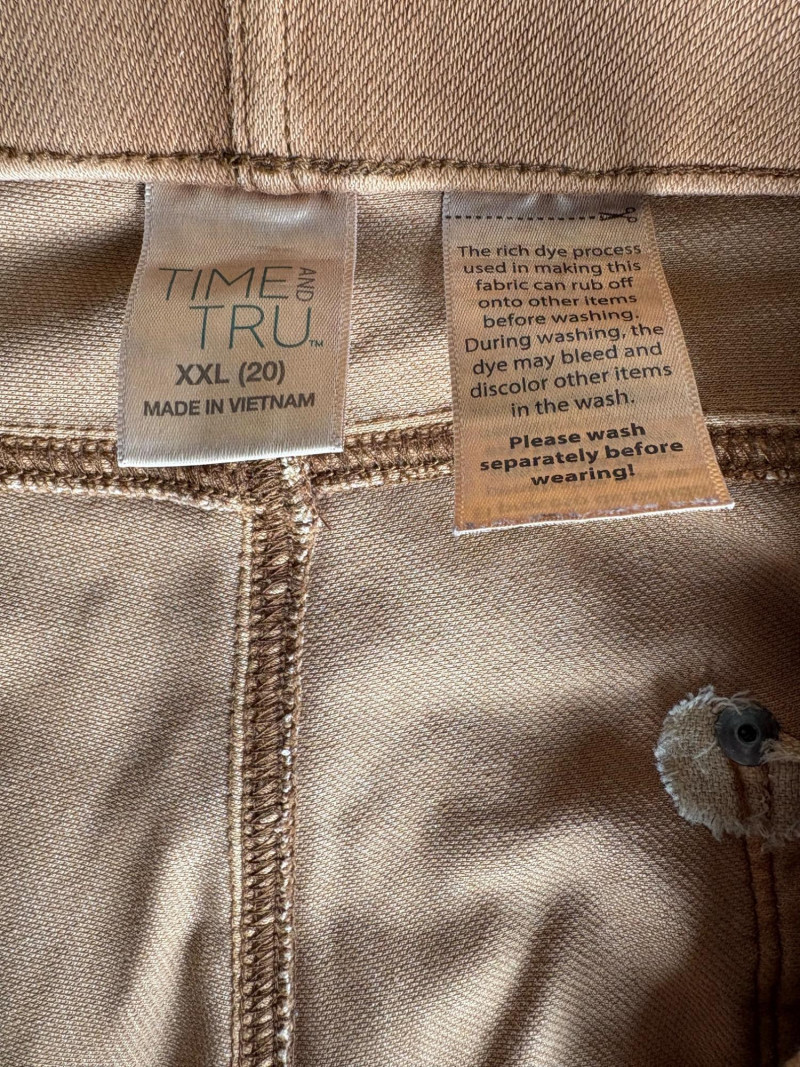 TIME AND
TRU™
XXL (20)
MADE IN VIETNAM
The rich dye process
used in making this
fabric can rub off
onto other items
before washing.
During washing, the
dye may bleed and
discolor other items
in the wash.
Please wash
separately before
wearing!